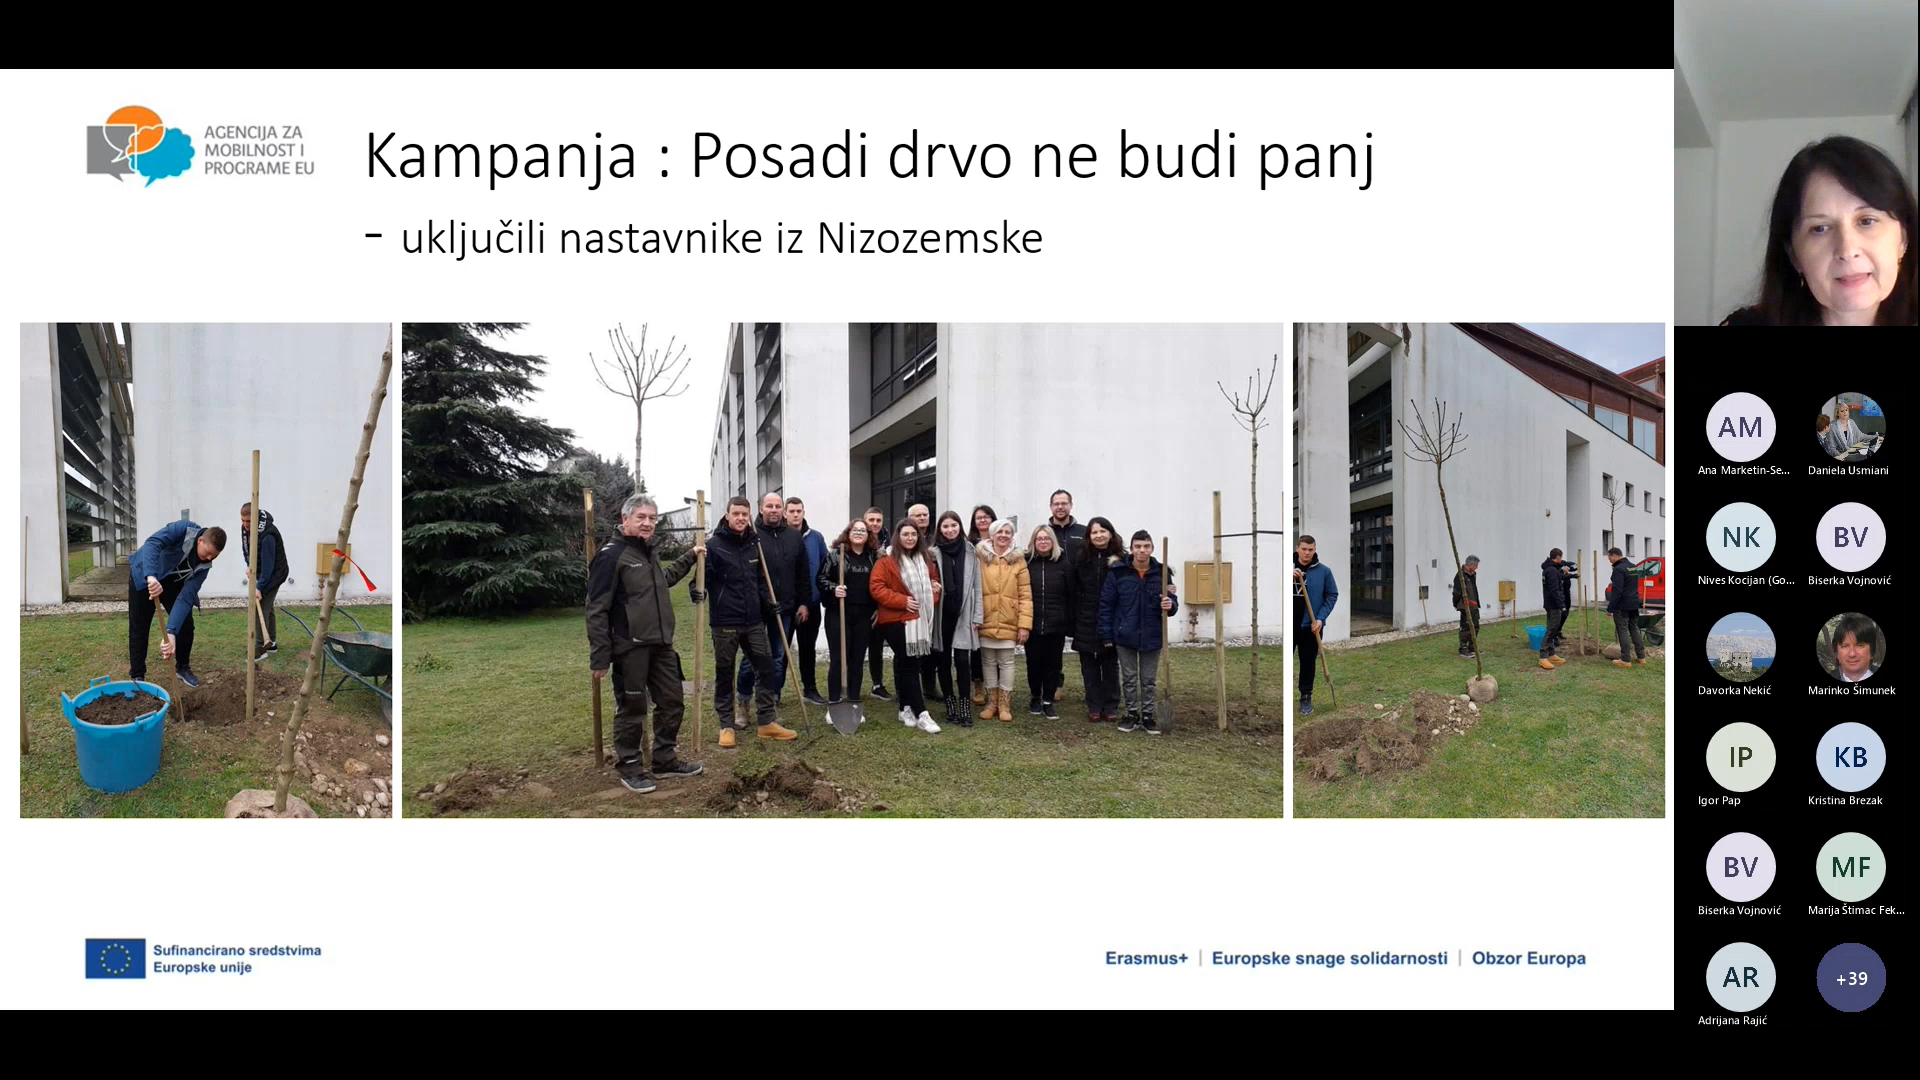 AGENCIJA ZA
MOBILNOST I
PROGRAME EU
Kampanja : Posadi drvo ne budi panj
- uključili nastavnike iz Nizozemske
Sufinancirano sredstvima
Europske unije
Erasmus+ | Europske snage solidarnosti | Obzor Europa
AM
Ana Marketin-Se...
Daniela Usmiani
NK
Nives Kocijan (Go...
BV
Biserka Vojnović
Davorka Nekić
Marinko Šimunek
IP
Igor Pap
KB
Kristina Brezak
BV
Biserka Vojnović
MF
Marija Štimac Fek...
AR
Adrijana Rajić
+39